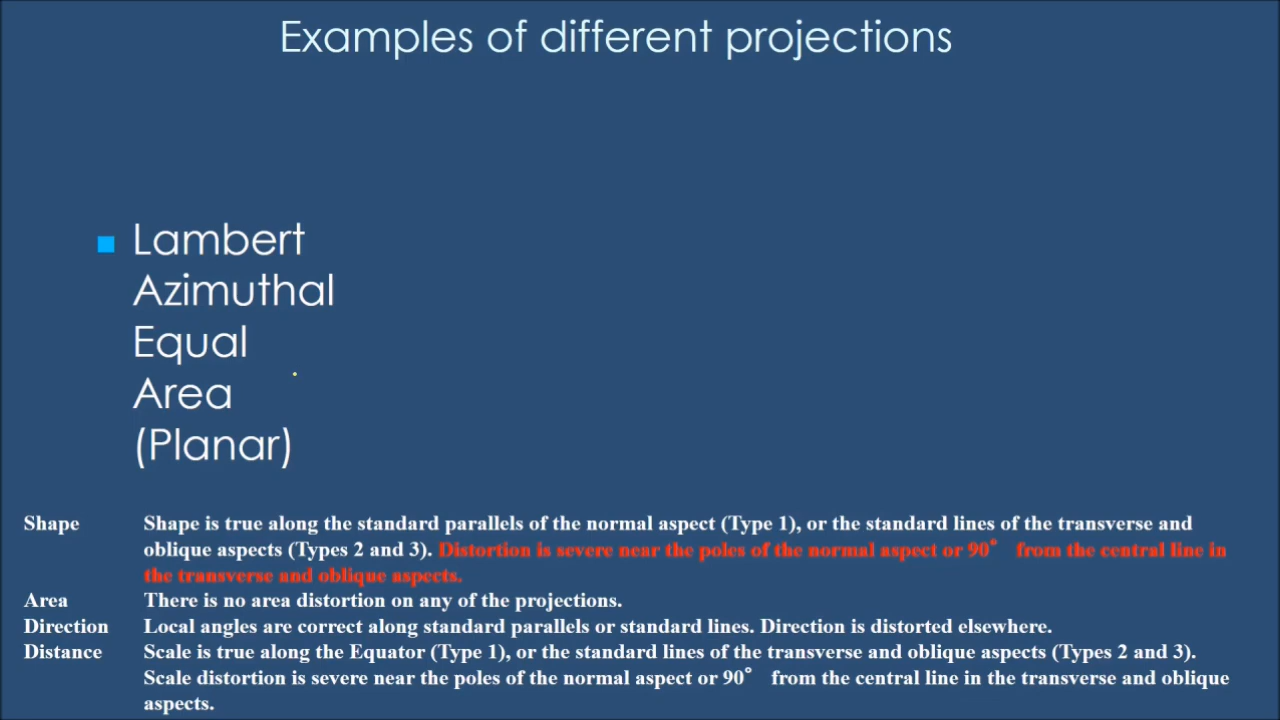 Examples of different projections
Lambert
Azimuthal
Equal
Area
(Planar)
Shape Shape is true along the standard parallels of the normal aspect (Type 1), or the standard lines of the transverse and
oblique aspects (Types 2 and 3). Distortion is severe near the poles of the normal aspect or 90° from the central line in
the transverse and oblique aspects.
Area There is no area distortion on any of the projections.
Direction Local angles are correct along standard parallels or standard lines. Direction is distorted elsewhere.
Distance Scale is true along the Equator (Type 1), or the standard lines of the transverse and oblique aspects (Types 2 and 3).
Scale distortion is severe near the poles of the normal aspect or 90° from the central line in the transverse and oblique
aspects.